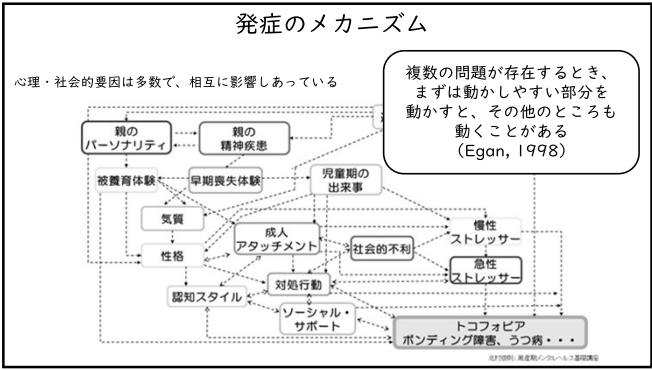 発症のメカニズム
心理・社会的要因は多数で、相互に影響しあっている
複数の問題が存在するとき、
まずは動かしやすい部分を
動かすと、その他のところも
動くことがある
(Egan, 1998)
親の
パーソナリティ
親の
精神疾患
被養育体験
早期喪失体験
児童期の
出来事
気質
成人
アタッチメント
社会的不利
慢性
ストレッサー
性格
急性
ストレッサー
認知スタイル
対処行動
ソーシャル・
サポート
トコフォビア
ボンディング障害、うつ病・・・